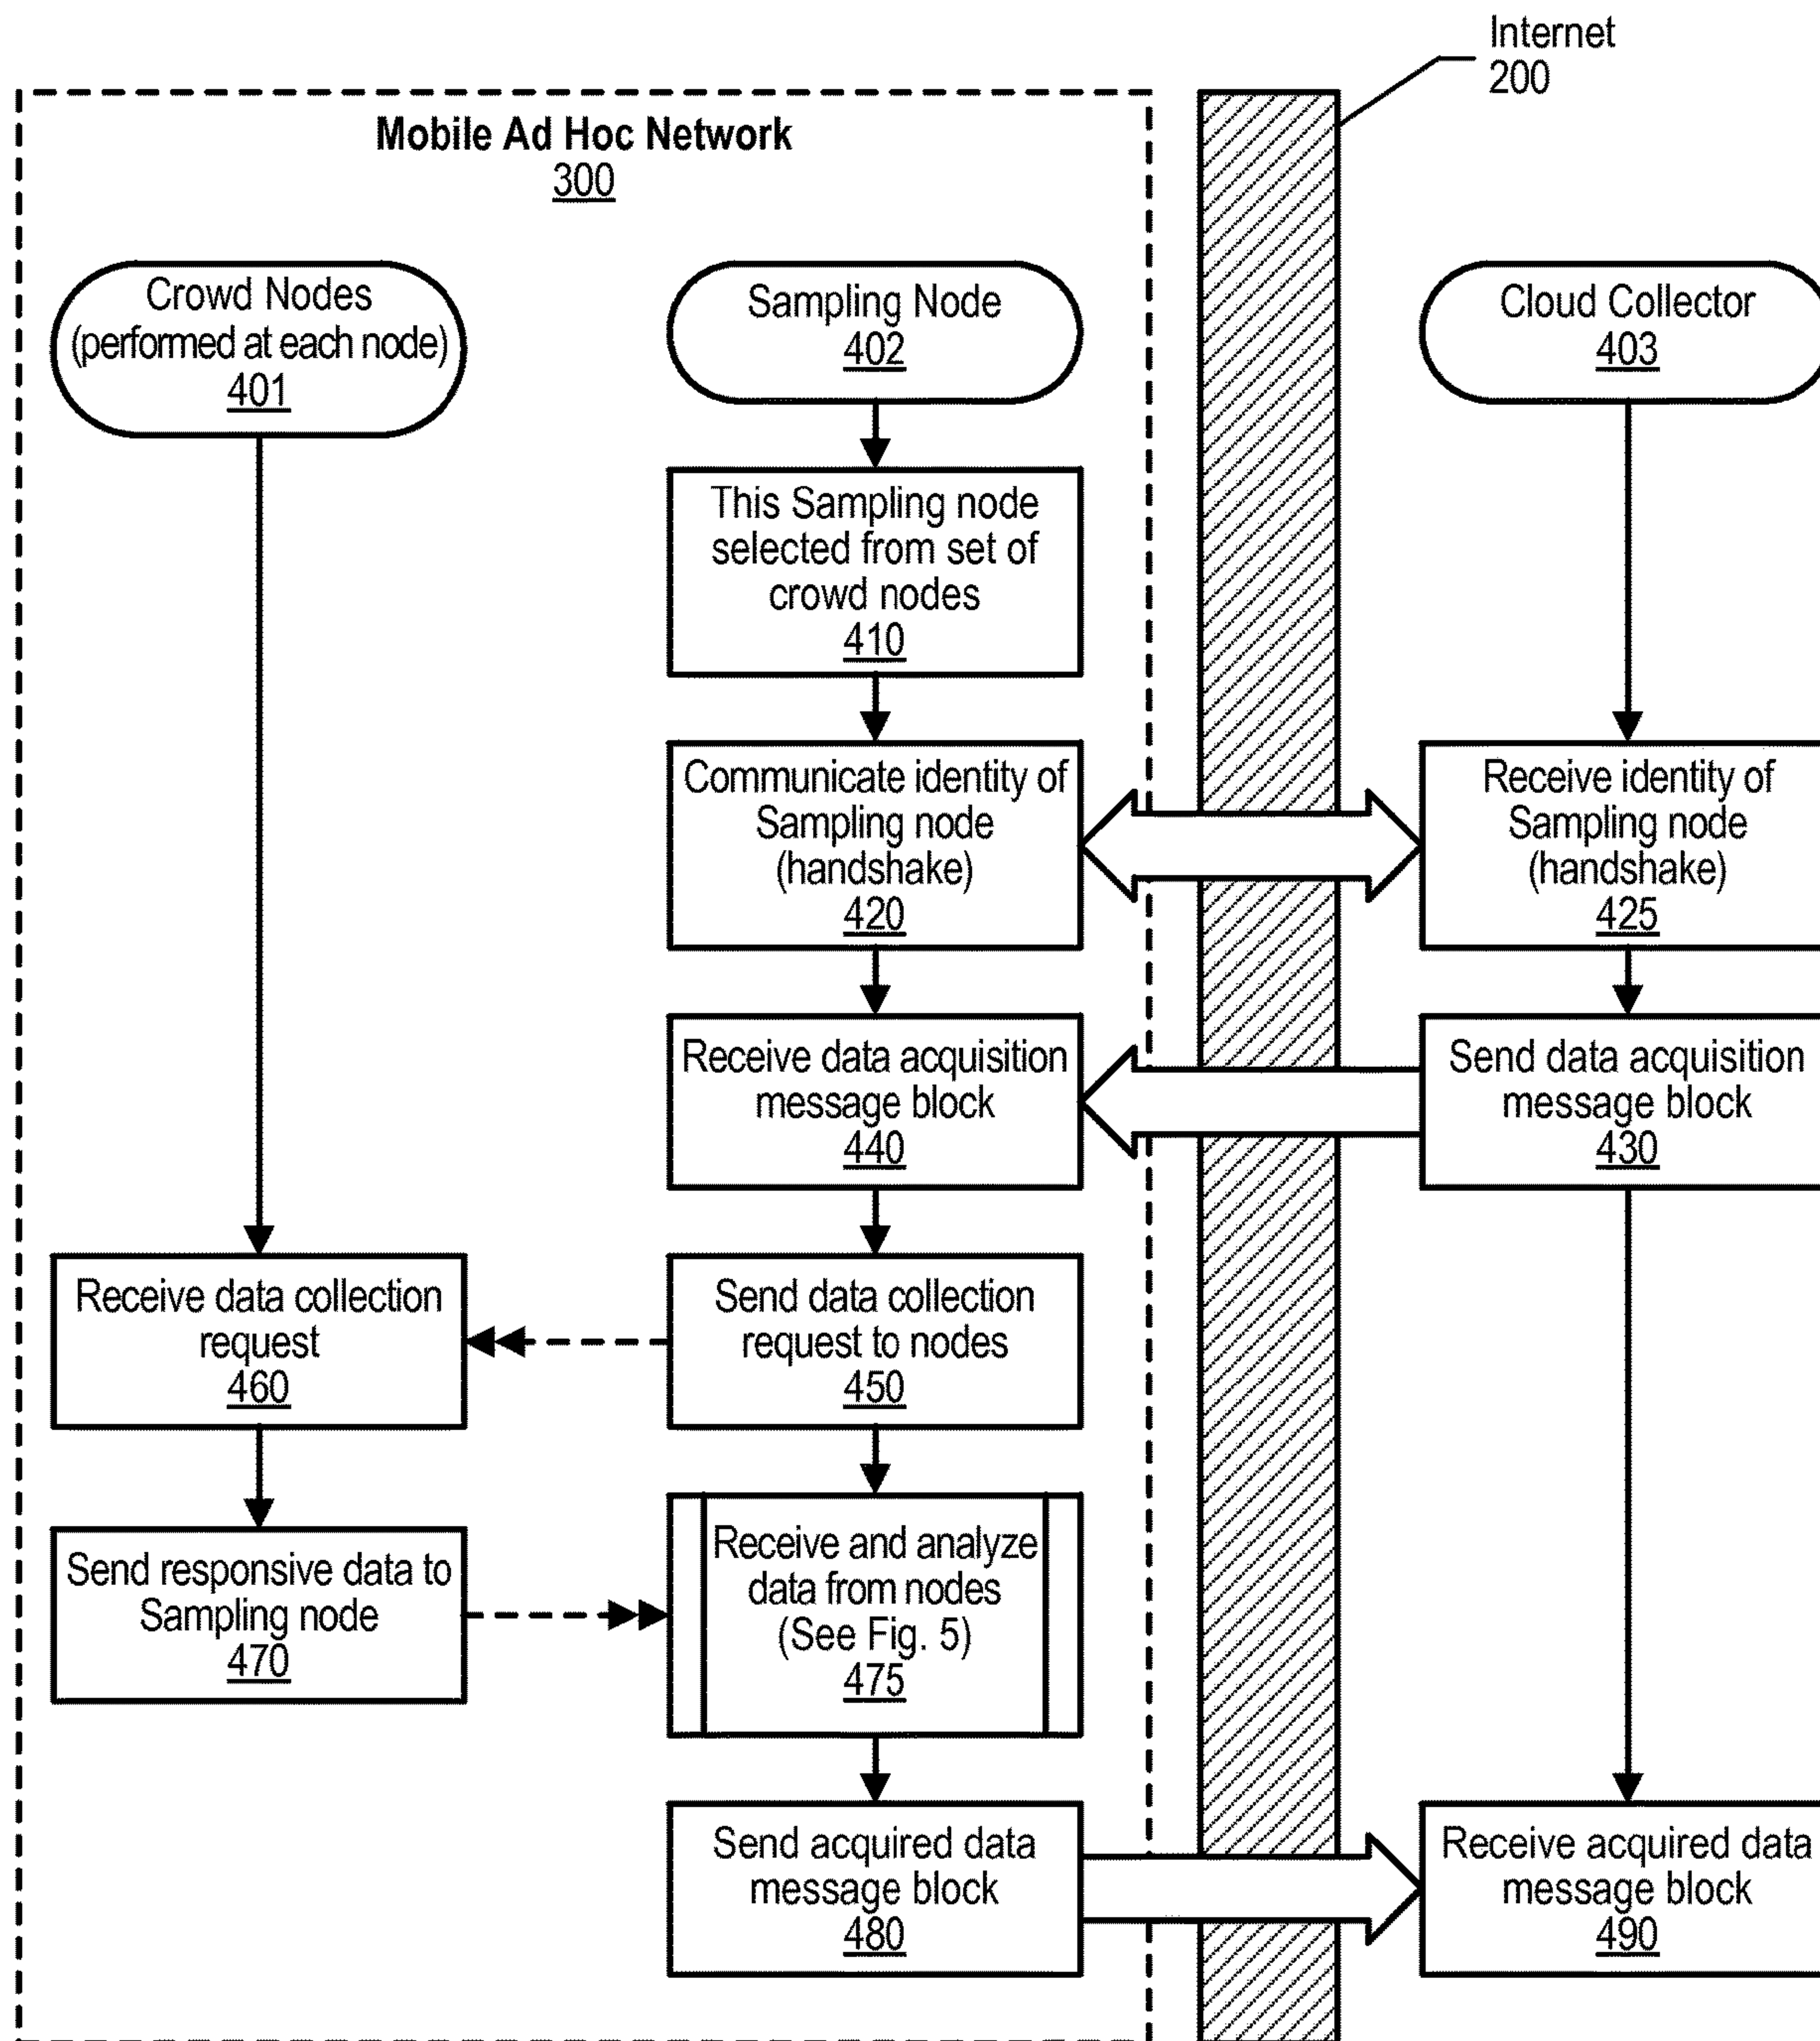 Internet
200
Mobile Ad Hoc Network
300
Crowd Nodes
(performed at each node)
401
Sampling Node
402
Cloud Collector
403
This Sampling node
selected from set of
crowd nodes
410
Communicate identity of
Sampling node
(handshake)
420
Receive identity of
Sampling node
(handshake)
425
Receive data acquisition
message block
440
Send data acquisition
message block
430
Receive data collection
request
460
Send data collection
request to nodes
450
Send responsive data to
Sampling node
470
Receive and analyze
data from nodes
(See Fig. 5)
475
Send acquired data
message block
480
Receive acquired data
message block
490